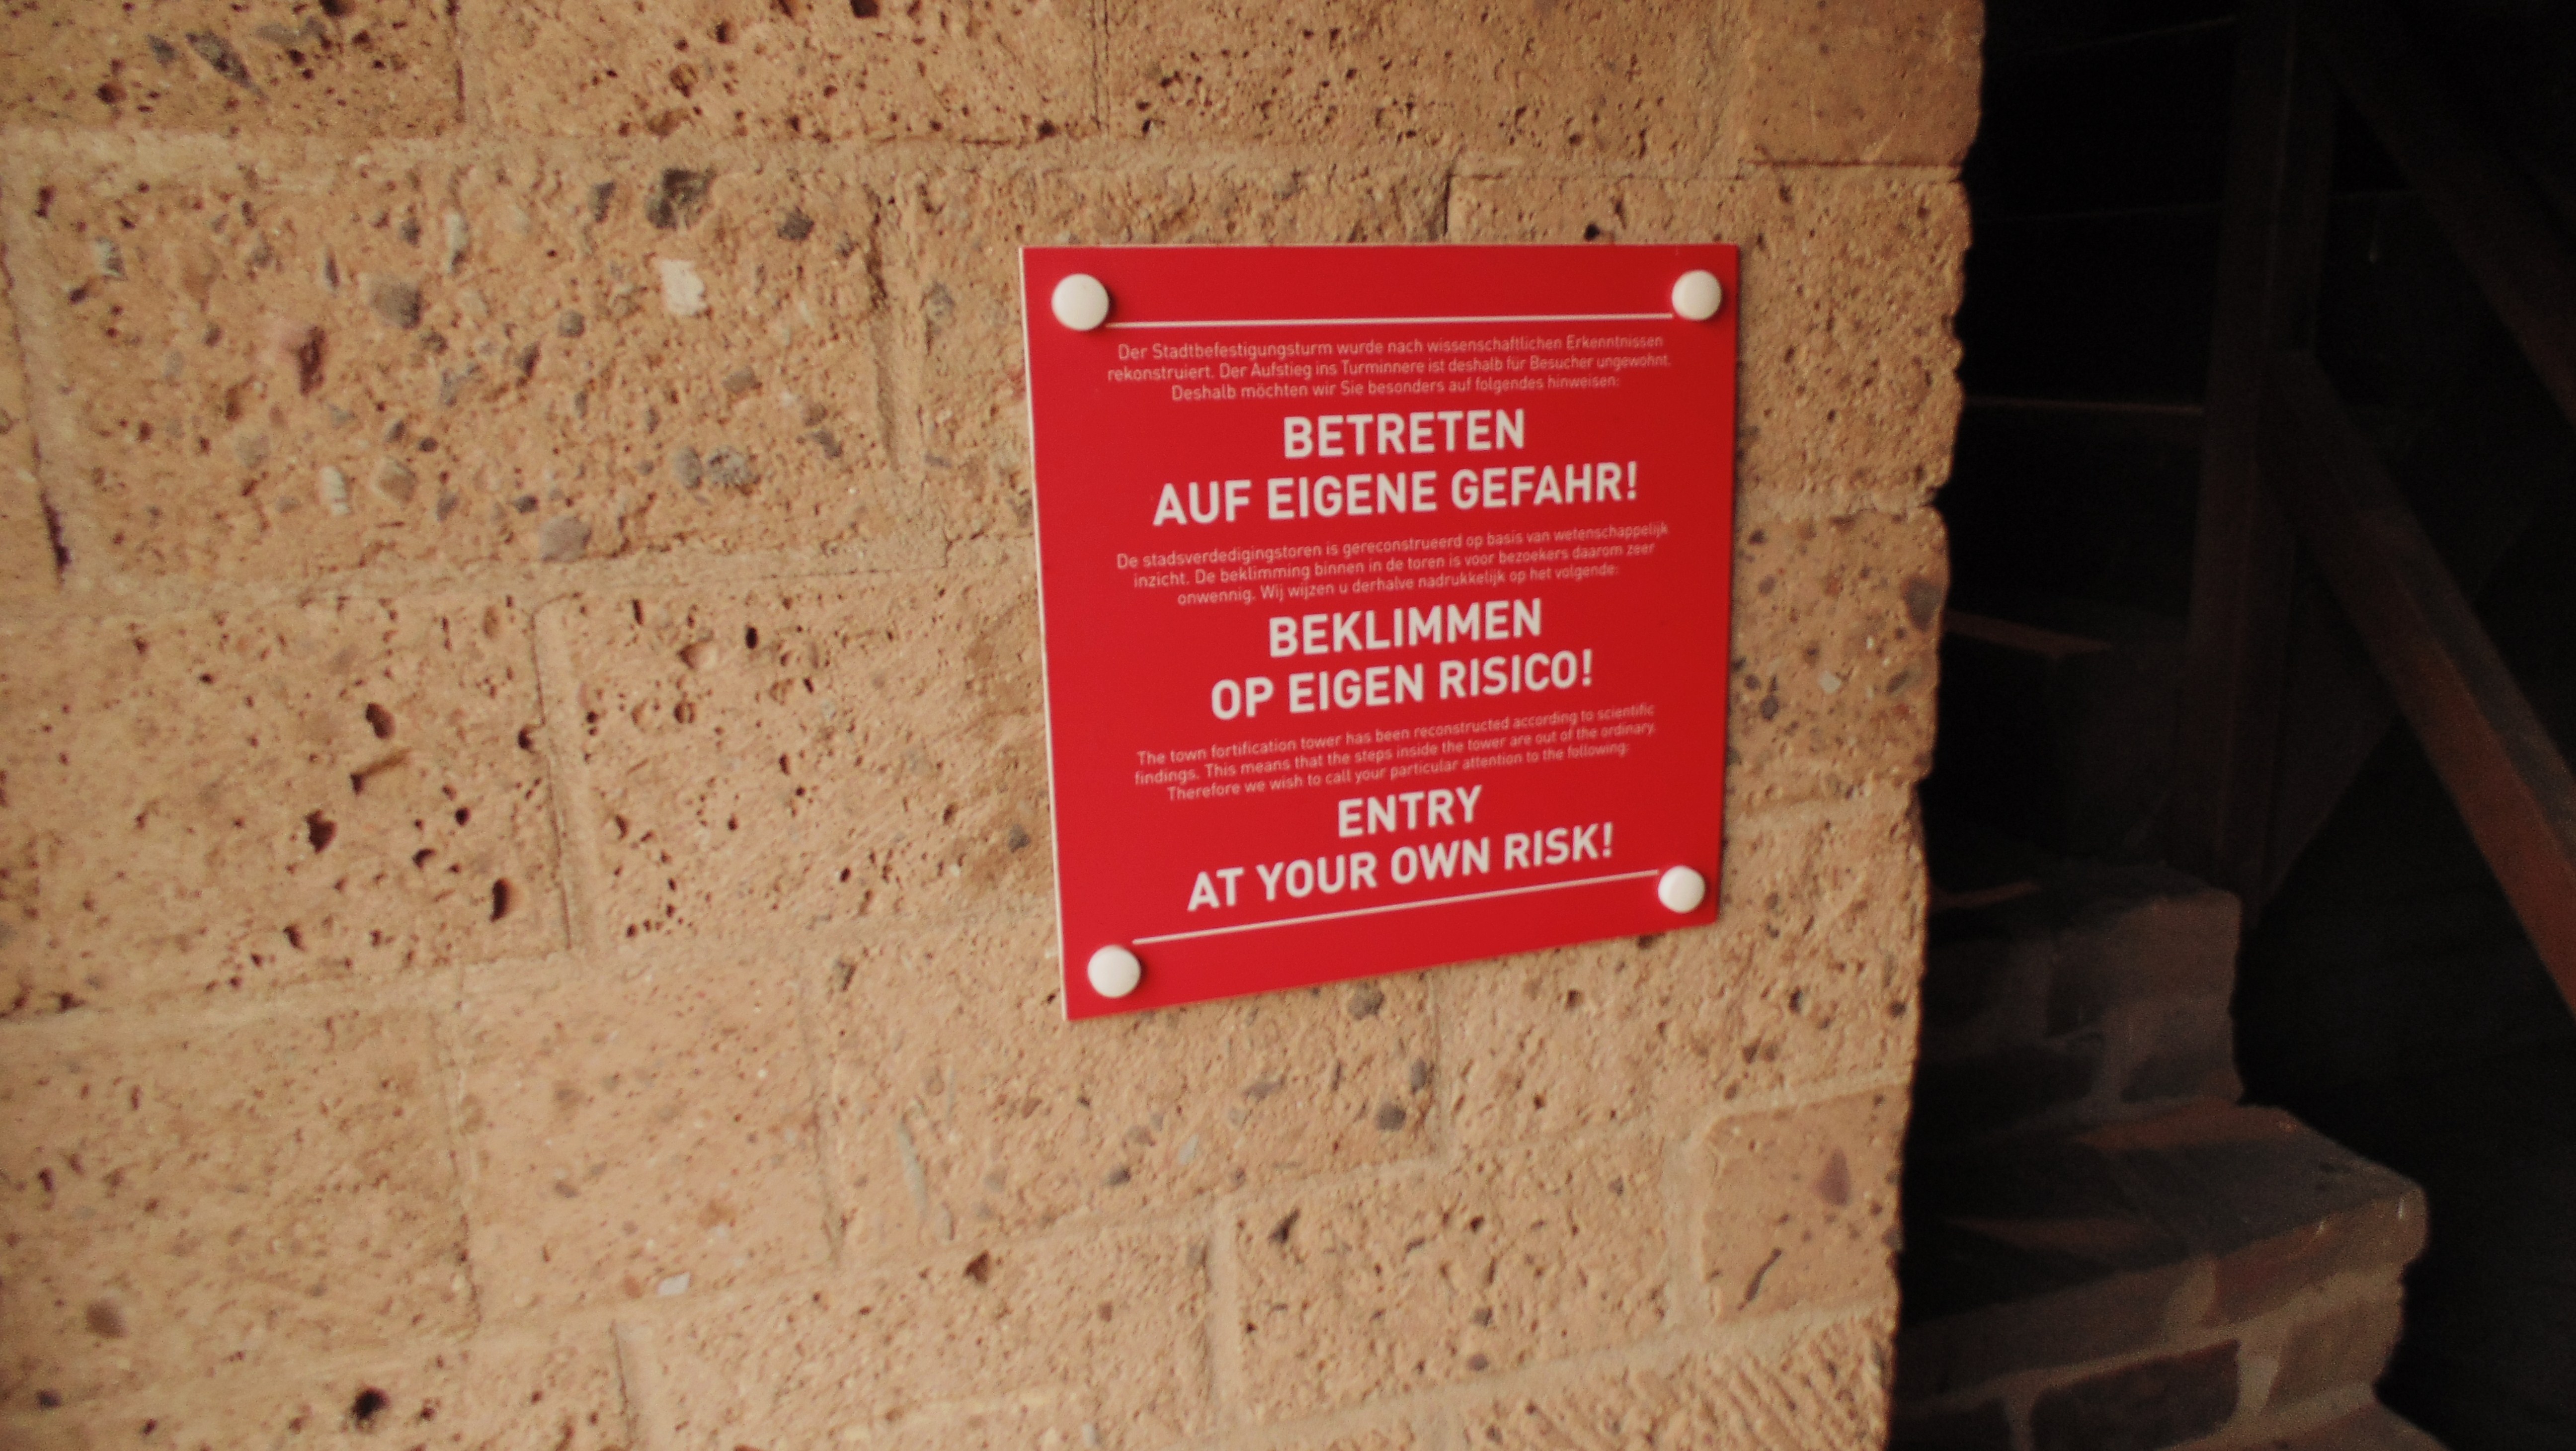 Der Stadtbefestigungsturm wurde nach wissenschaftlichen Erkenntnissen
rekonstruiert. Der Aufstieg ins Turminnere ist deshalb für Besucher ungewohnt.
Deshalb möchten wir Sie besonders auf folgendes hinweisen:
BETRETEN
AUF EIGENE GEFAHR!
De stadsverdedigingstoren is gereconstrueerd op basis van wetenschappelijk
inzicht. De beklimming binnen in de toren is voor bezoekers daarom zeer
onwennig. Wij wijzen u derhalve nadrukkelijk op het volgende:
BEKLIMMEN
OP EIGEN RISICO!
The town fortification tower has been reconstructed according to scientific
findings. This means that the steps inside the tower are out of the ordinary.
Therefore we wish to call your particular attention to the following:
ENTRY
AT YOUR OWN RISK!